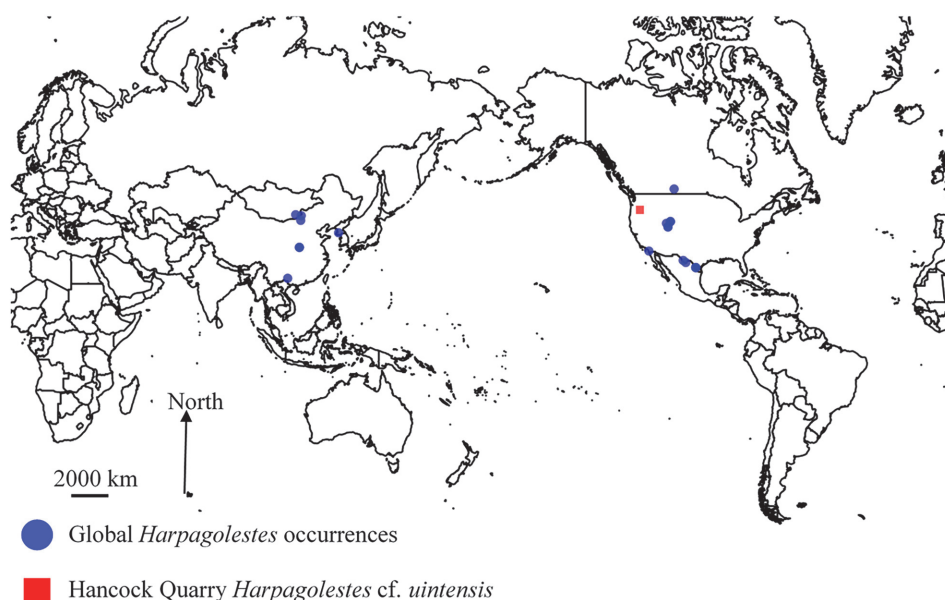 North
2000 km
Global Harpagolestes occurrences
Hancock Quarry Harpagolestes cf. uintensis